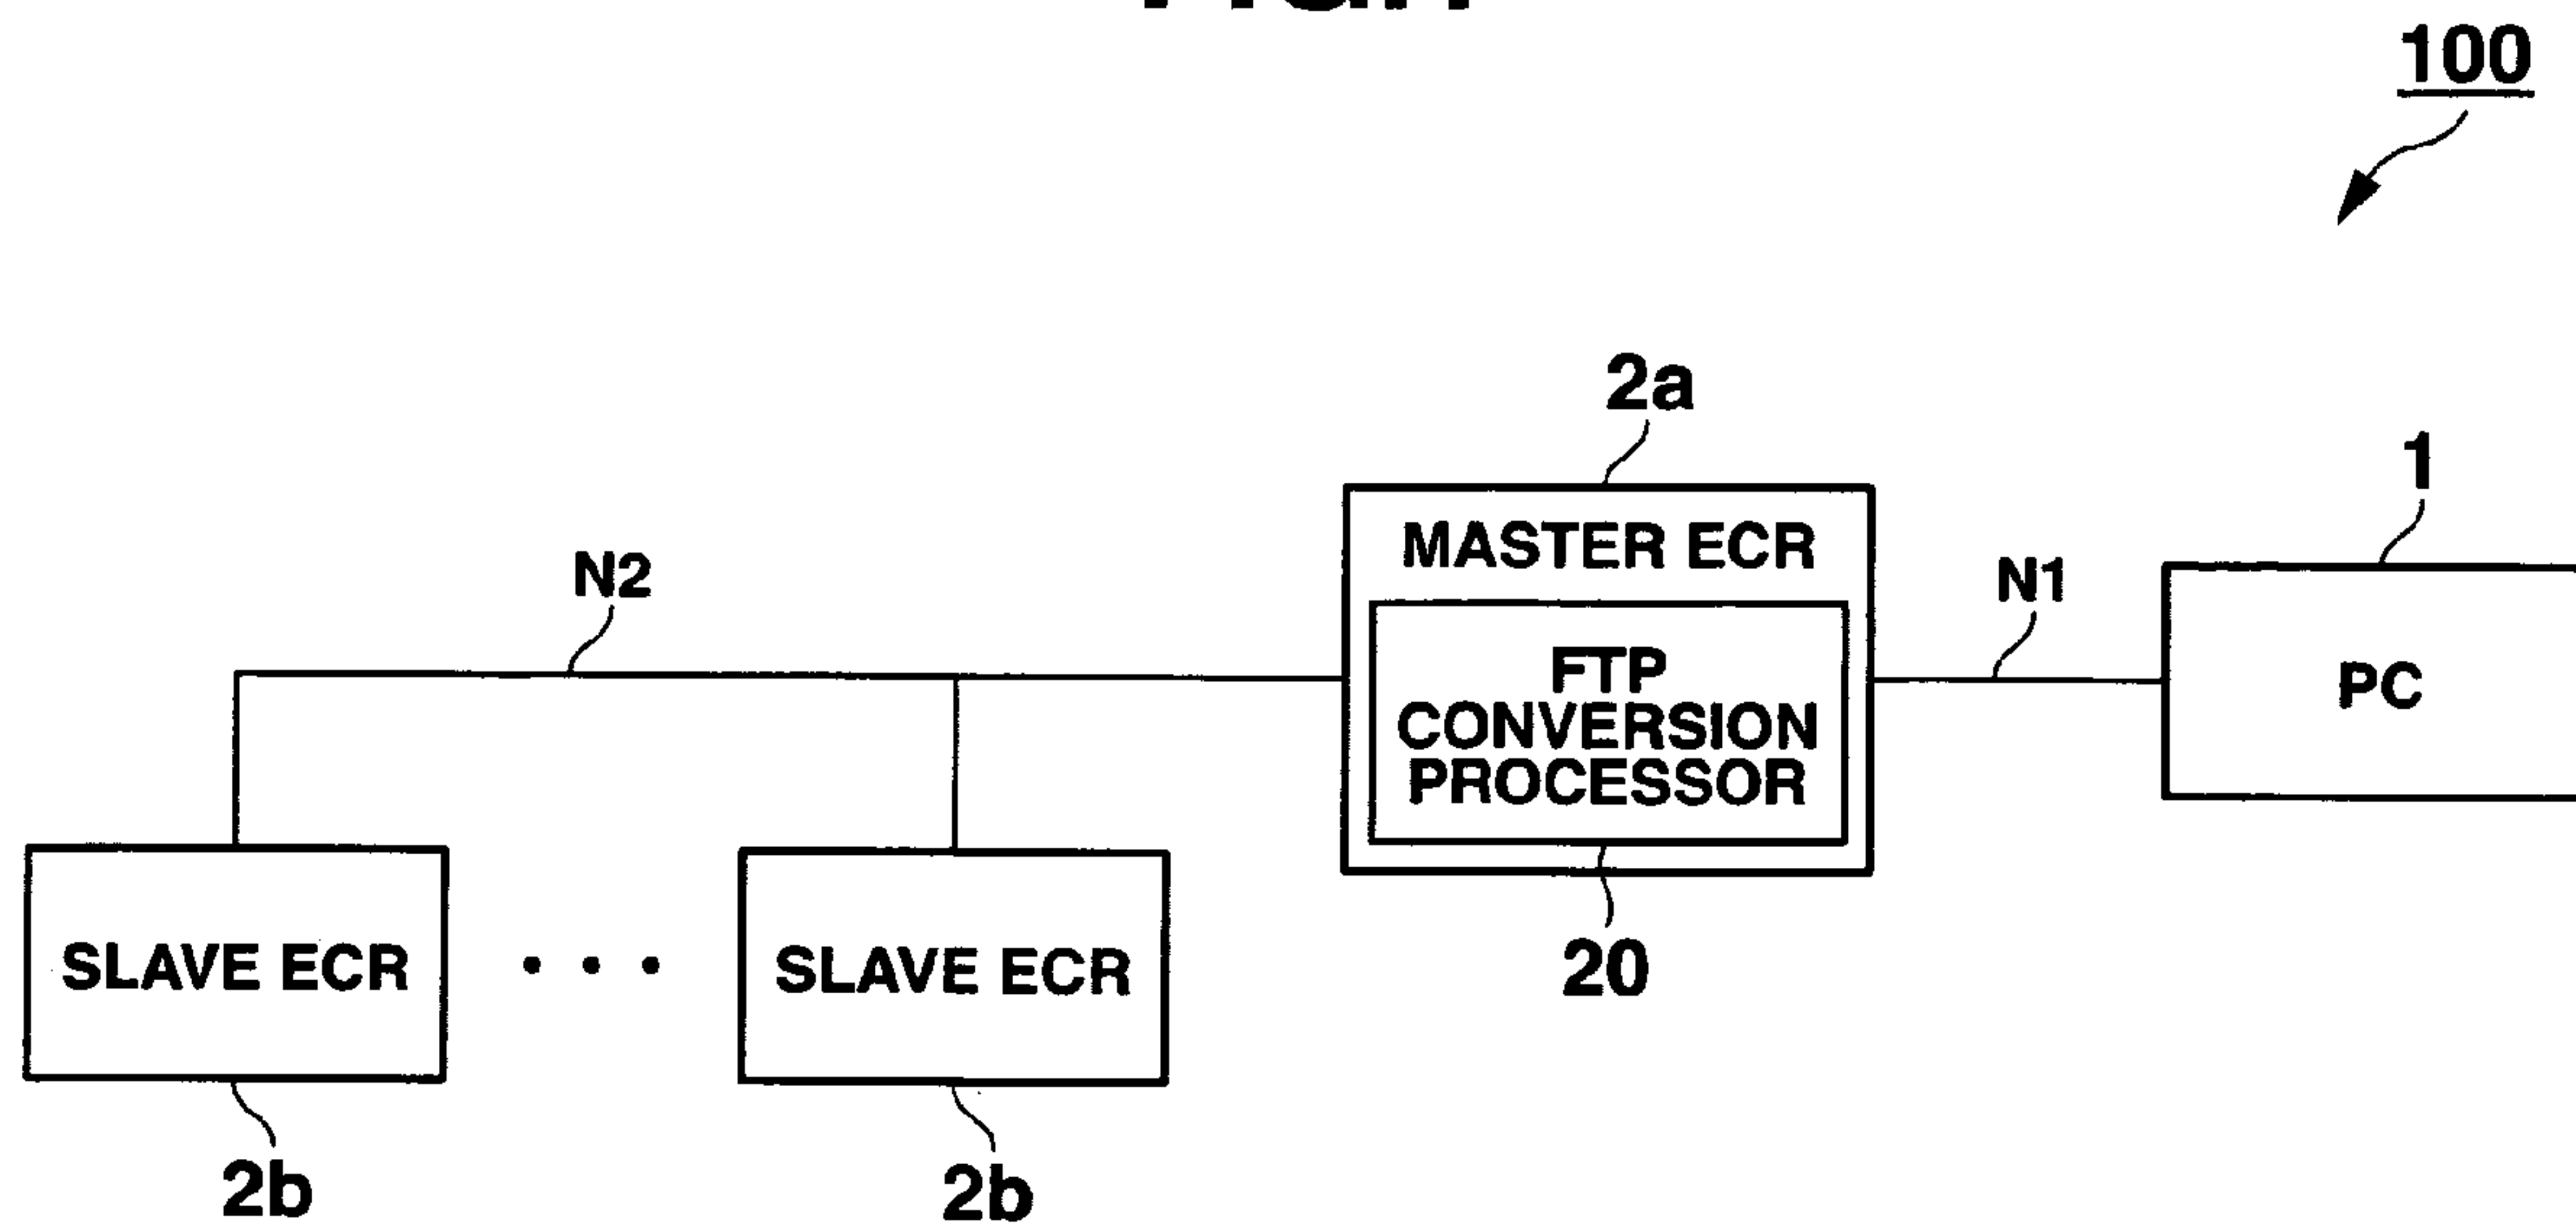 100
2a
1
MASTER ECR
N2
N1
FTP
CONVERSION
PROCESSOR
PC
SLAVE ECR
• • •
SLAVE ECR
20
2b
2b